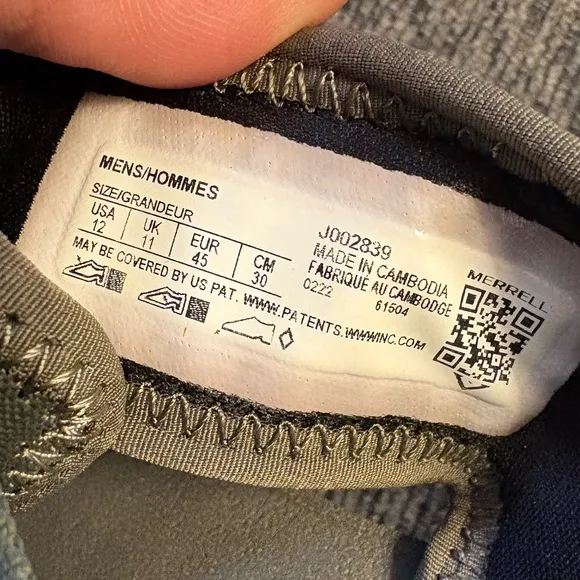 MENS/HOMMES
SIZE/GRANDEUR
USA UK EUR CM
12 11 45 30
MAY BE COVERED BY US PAT. WWW.PATENTS.WWWINC.COM
J002839
MADE IN CAMBODIA
FABRIQUÉ AU CAMBODGE
0222 61504
MERRELL